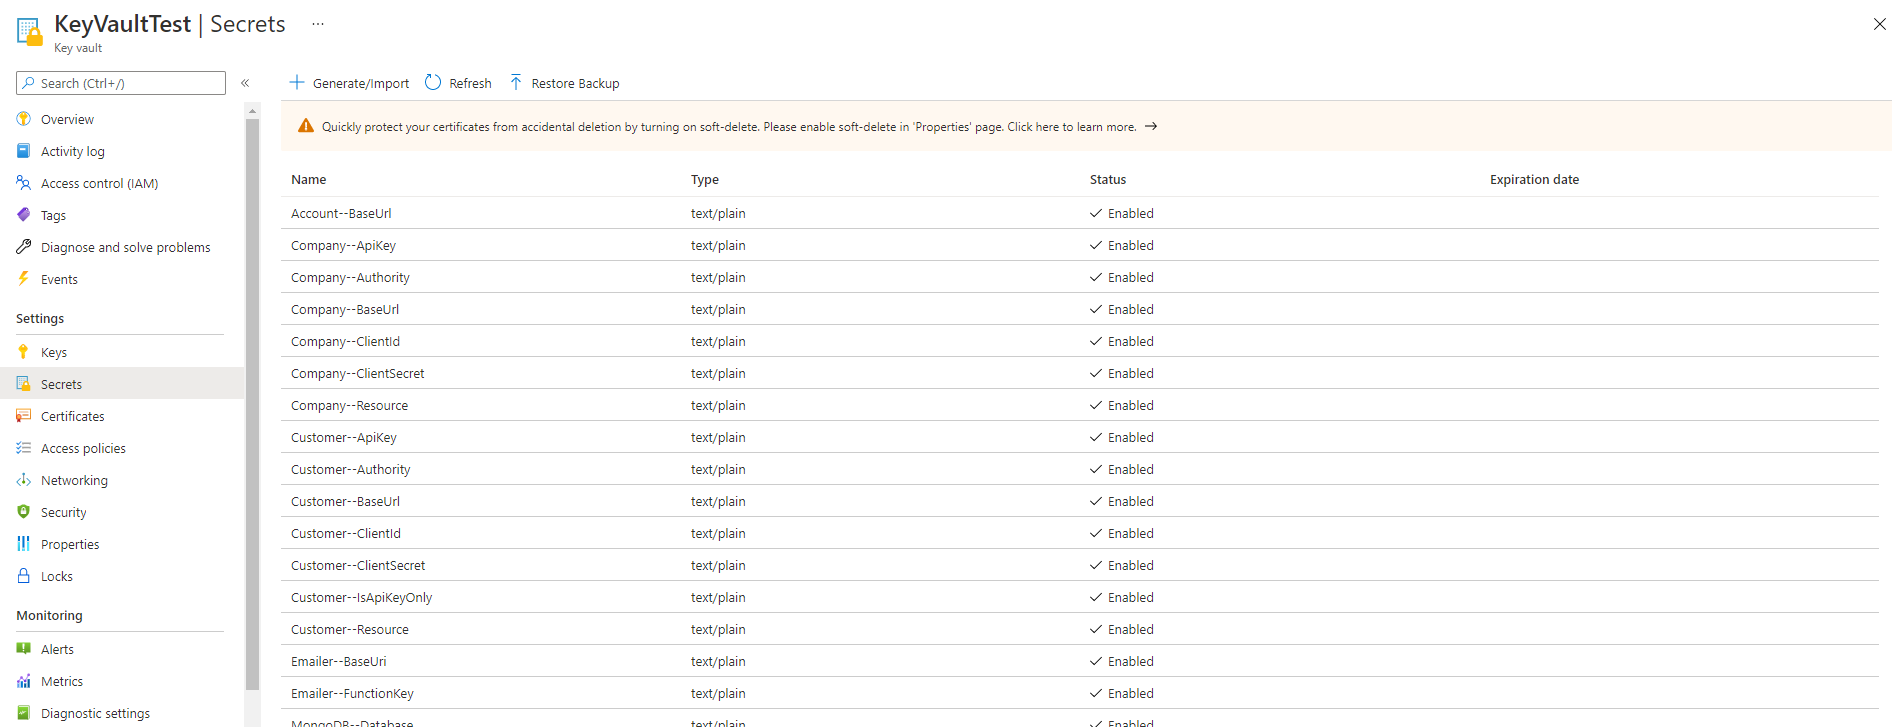 KeyVaultTest | Secrets ...
Key vault
Search (Ctrl+/)
«
Overview
Activity log
Access control (IAM)
Tags
Diagnose and solve problems
Events
Settings
Keys
Secrets
Certificates
Access policies
Networking
Security
Properties
Locks
Monitoring
Alerts
Metrics
Diagnostic settings
Generate/Import Refresh Restore Backup
Quickly protect your certificates from accidental deletion by turning on soft-delete. Please enable soft-delete in 'Properties' page. Click here to learn more. →
Name Type Status Expiration date
Account--BaseUrl text/plain Enabled
Company--ApiKey text/plain Enabled
Company--Authority text/plain Enabled
Company--BaseUrl text/plain Enabled
Company--ClientId text/plain Enabled
Company--ClientSecret text/plain Enabled
Company--Resource text/plain Enabled
Customer--ApiKey text/plain Enabled
Customer--Authority text/plain Enabled
Customer--BaseUrl text/plain Enabled
Customer--ClientId text/plain Enabled
Customer--ClientSecret text/plain Enabled
Customer--IsApiKeyOnly text/plain Enabled
Customer--Resource text/plain Enabled
Emailer--BaseUri text/plain Enabled
Emailer--FunctionKey text/plain Enabled
MongoDB--Database text/plain Enabled